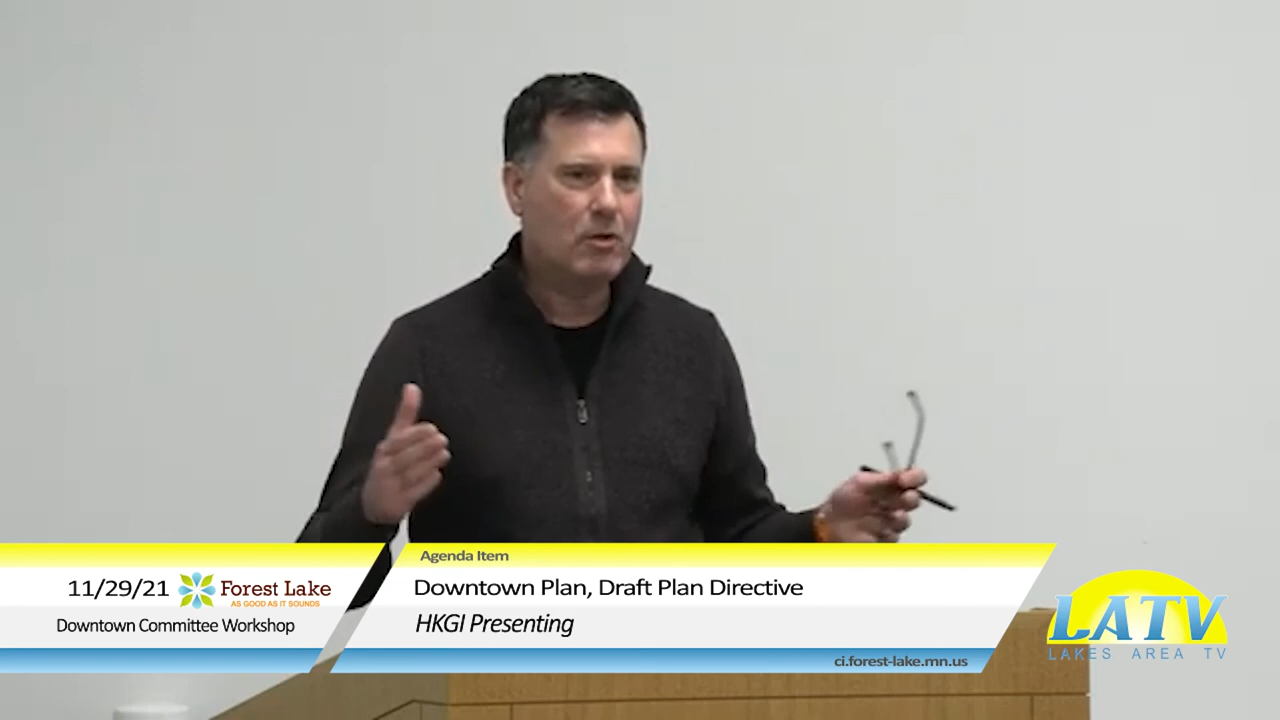 11/29/21 Forest Lake
AS GOOD AS IT SOUNDS
Downtown Committee Workshop
Agenda Item
Downtown Plan, Draft Plan Directive
HKGI Presenting
ci.forest-lake.mn.us
LATV
LAKES AREA TV